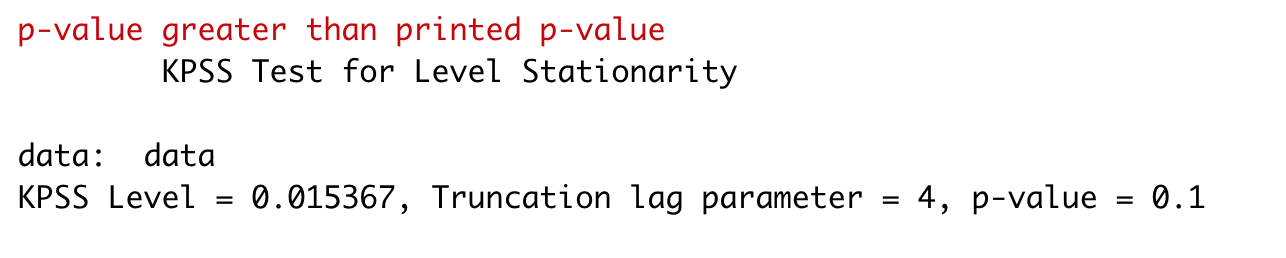 p-value greater than printed p-value
KPSS Test for Level Stationarity
data:  data
KPSS Level = 0.015367, Truncation lag parameter = 4, p-value = 0.1